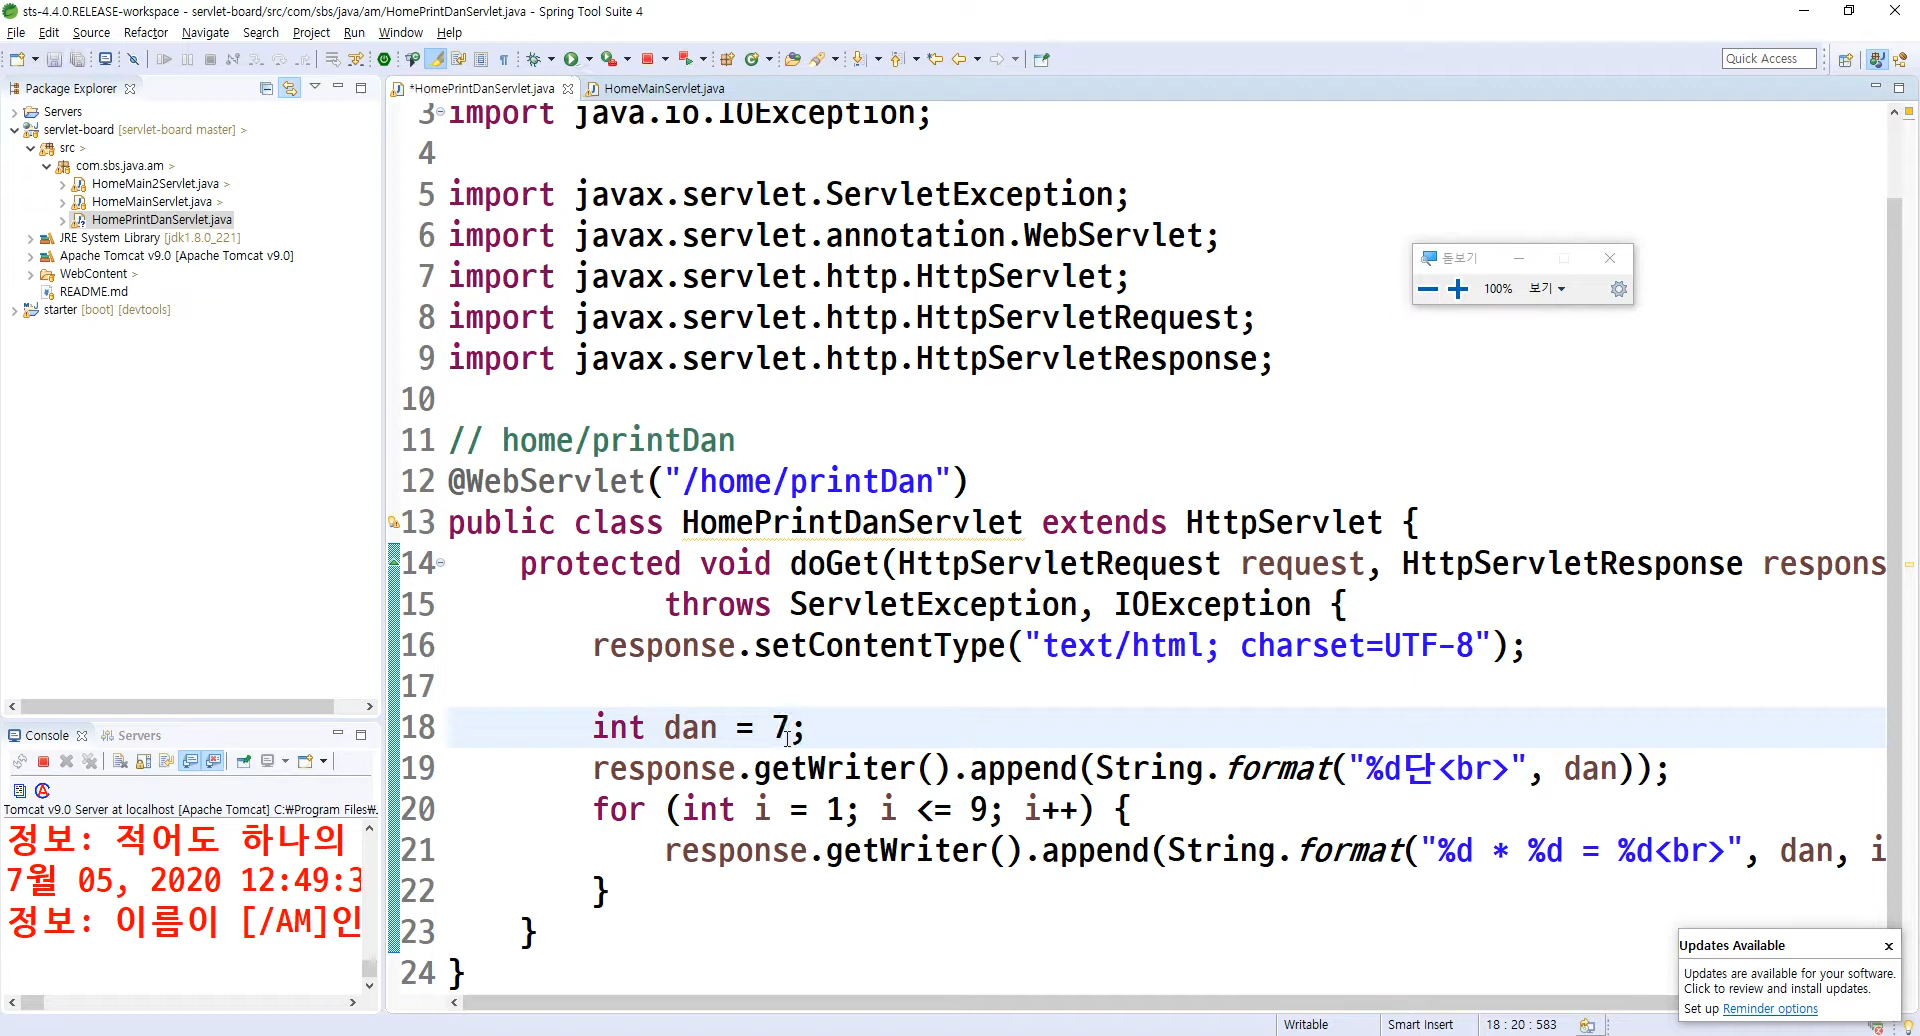 sts-4.4.0.RELEASE-workspace - servlet-board/src/com/sbs/java/am/HomePrintDanServlet.java - Spring Tool Suite 4
File Edit Source Refactor Navigate Search Project Run Window Help
Quick Access
Package Explorer
Servers
servlet-board [servlet-board master] >
src >
com.sbs.java.am >
HomeMain2Servlet.java >
HomeMainServlet.java >
HomePrintDanServlet.java
JRE System Library [jdk1.8.0_221]
Apache Tomcat v9.0 [Apache Tomcat v9.0]
WebContent >
README.md
starter [boot] [devtools]
*HomePrintDanServlet.java HomeMainServlet.java
3 import java.io.IOException;
4
5 import javax.servlet.ServletException;
6 import javax.servlet.annotation.WebServlet;
7 import javax.servlet.http.HttpServlet;
8 import javax.servlet.http.HttpServletRequest;
9 import javax.servlet.http.HttpServletResponse;
10
11 // home/printDan
12 @WebServlet("/home/printDan")
13 public class HomePrintDanServlet extends HttpServlet {
14 protected void doGet(HttpServletRequest request, HttpServletResponse respons
15 throws ServletException, IOException {
16 response.setContentType("text/html; charset=UTF-8");
17
18 int dan = 7;
19 response.getWriter().append(String.format("%d단<br>", dan));
20 for (int i = 1; i <= 9; i++) {
21 response.getWriter().append(String.format("%d * %d = %d<br>", dan, i
22 }
23 }
24 }
돋보기
100% 보기
Console Servers
Tomcat v9.0 Server at localhost [Apache Tomcat] C:₩Program Files₩.
정보: 적어도 하나의
7월 05, 2020 12:49:3
정보: 이름이 [/AM]인
Updates Available
Updates are available for your software.
Click to review and install updates.
Set up Reminder options
Writable Smart Insert 18 : 20 : 583